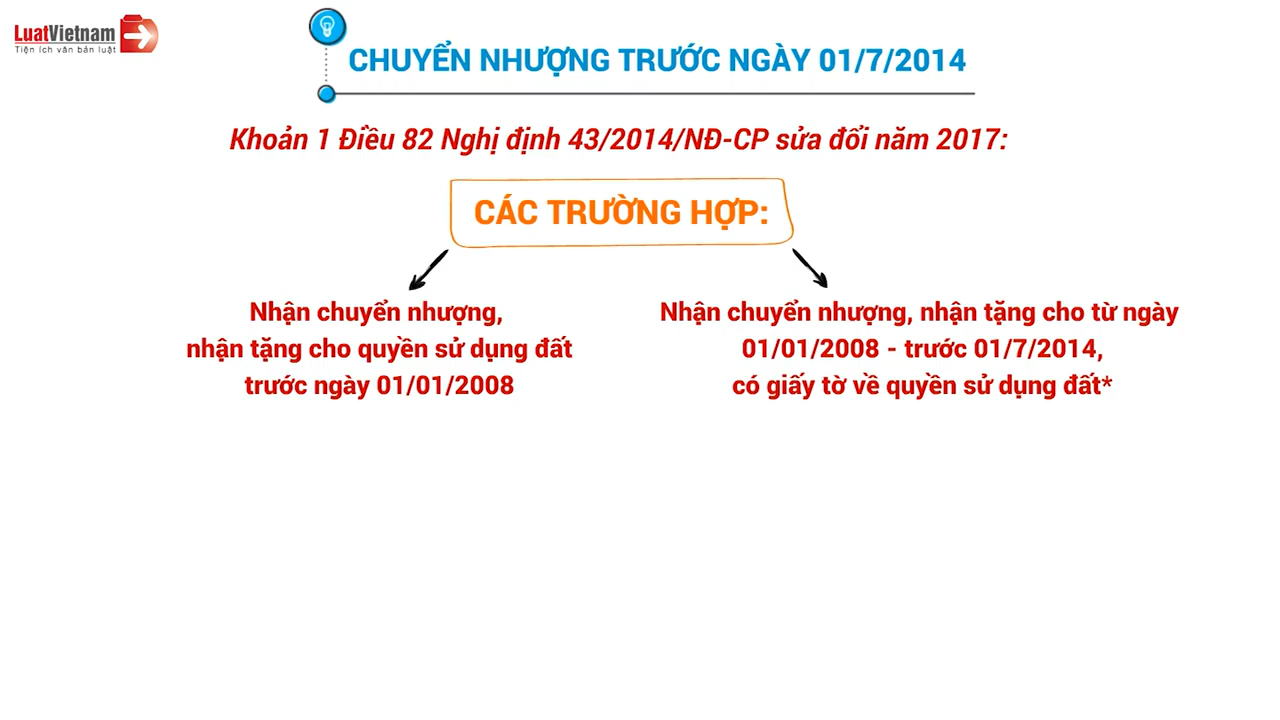 LuatVietnam
Tiện ích văn bản luật
CHUYỂN NHƯỢNG TRƯỚC NGÀY 01/7/2014
Khoản 1 Điều 82 Nghị định 43/2014/NĐ-CP sửa đổi năm 2017:
CÁC TRƯỜNG HỢP:
Nhận chuyển nhượng,
nhận tặng cho quyền sử dụng đất
trước ngày 01/01/2008
Nhận chuyển nhượng, nhận tặng cho từ ngày
01/01/2008 - trước 01/7/2014,
có giấy tờ về quyền sử dụng đất*